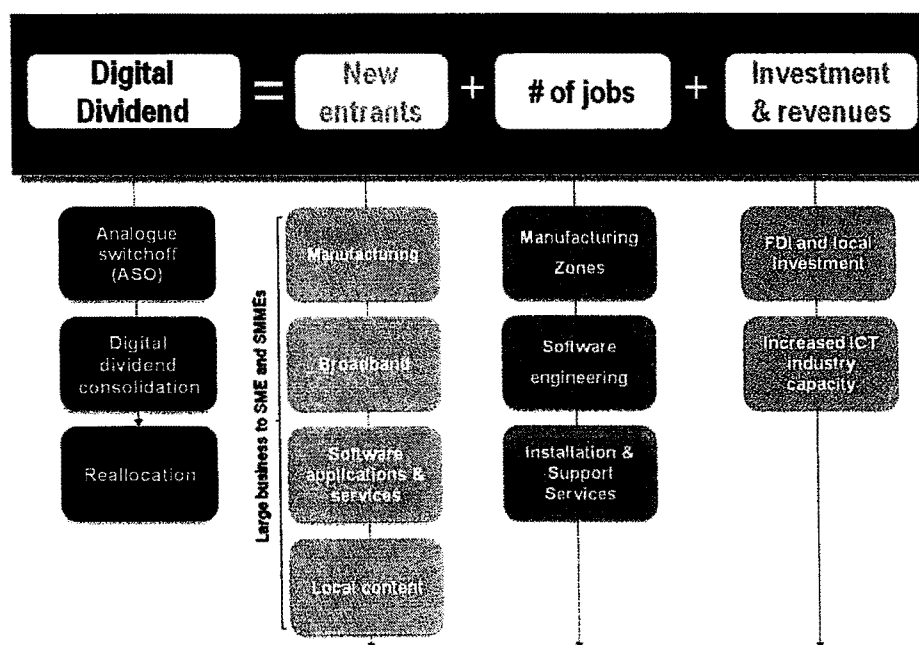 Digital
Dividend
=
New
entrants
+
# of jobs
+
Investment
& revenues
Analogue
switchoff
(ASO)
Digital
dividend
consolidation
Reallocation
Large business to SME and SMMEs
Manufacturing
Broadband
Software
applications &
services
Local content
Manufacturing
Zones
Software
engineering
Installation &
Support
Services
FDI and local
Investment
Increased ICT
industry
capacity